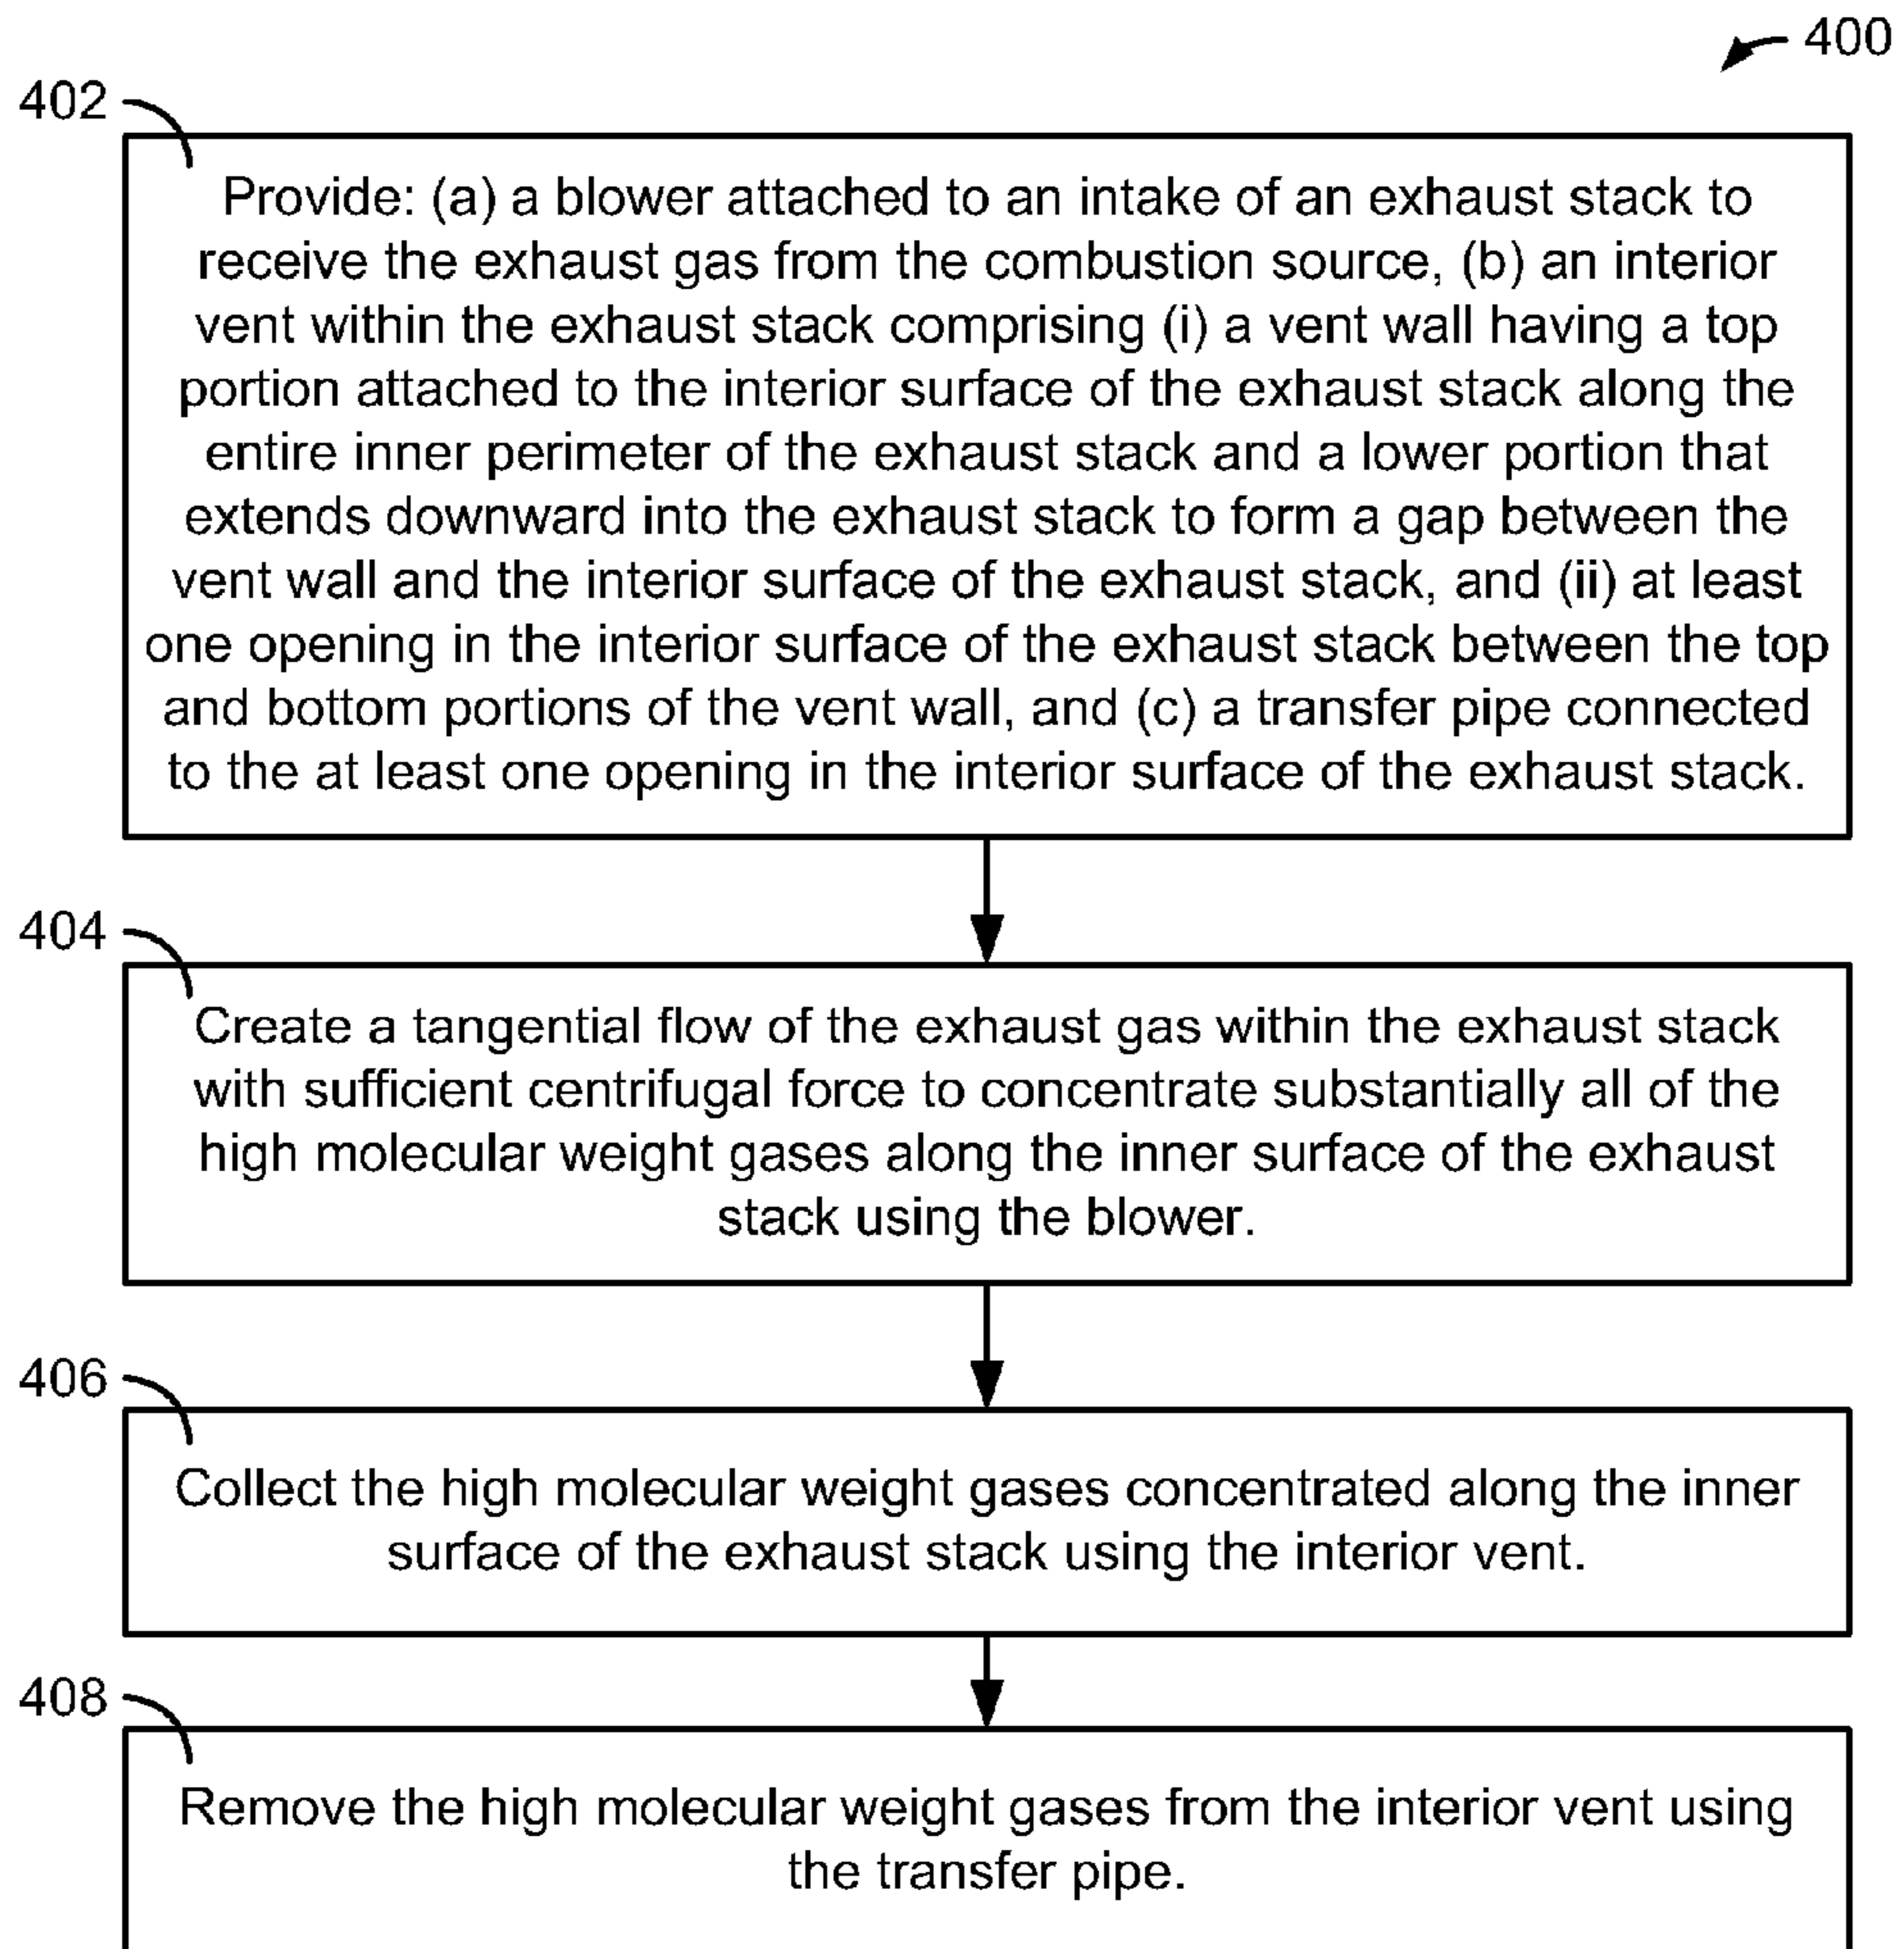 400
402
Provide: (a) a blower attached to an intake of an exhaust stack to
receive the exhaust gas from the combustion source, (b) an interior
vent within the exhaust stack comprising (i) a vent wall having a top
portion attached to the interior surface of the exhaust stack along the
entire inner perimeter of the exhaust stack and a lower portion that
extends downward into the exhaust stack to form a gap between the
vent wall and the interior surface of the exhaust stack, and (ii) at least
one opening in the interior surface of the exhaust stack between the top
and bottom portions of the vent wall, and (c) a transfer pipe connected
to the at least one opening in the interior surface of the exhaust stack.
404
Create a tangential flow of the exhaust gas within the exhaust stack
with sufficient centrifugal force to concentrate substantially all of the
high molecular weight gases along the inner surface of the exhaust
stack using the blower.
406
Collect the high molecular weight gases concentrated along the inner
surface of the exhaust stack using the interior vent.
408
Remove the high molecular weight gases from the interior vent using
the transfer pipe.